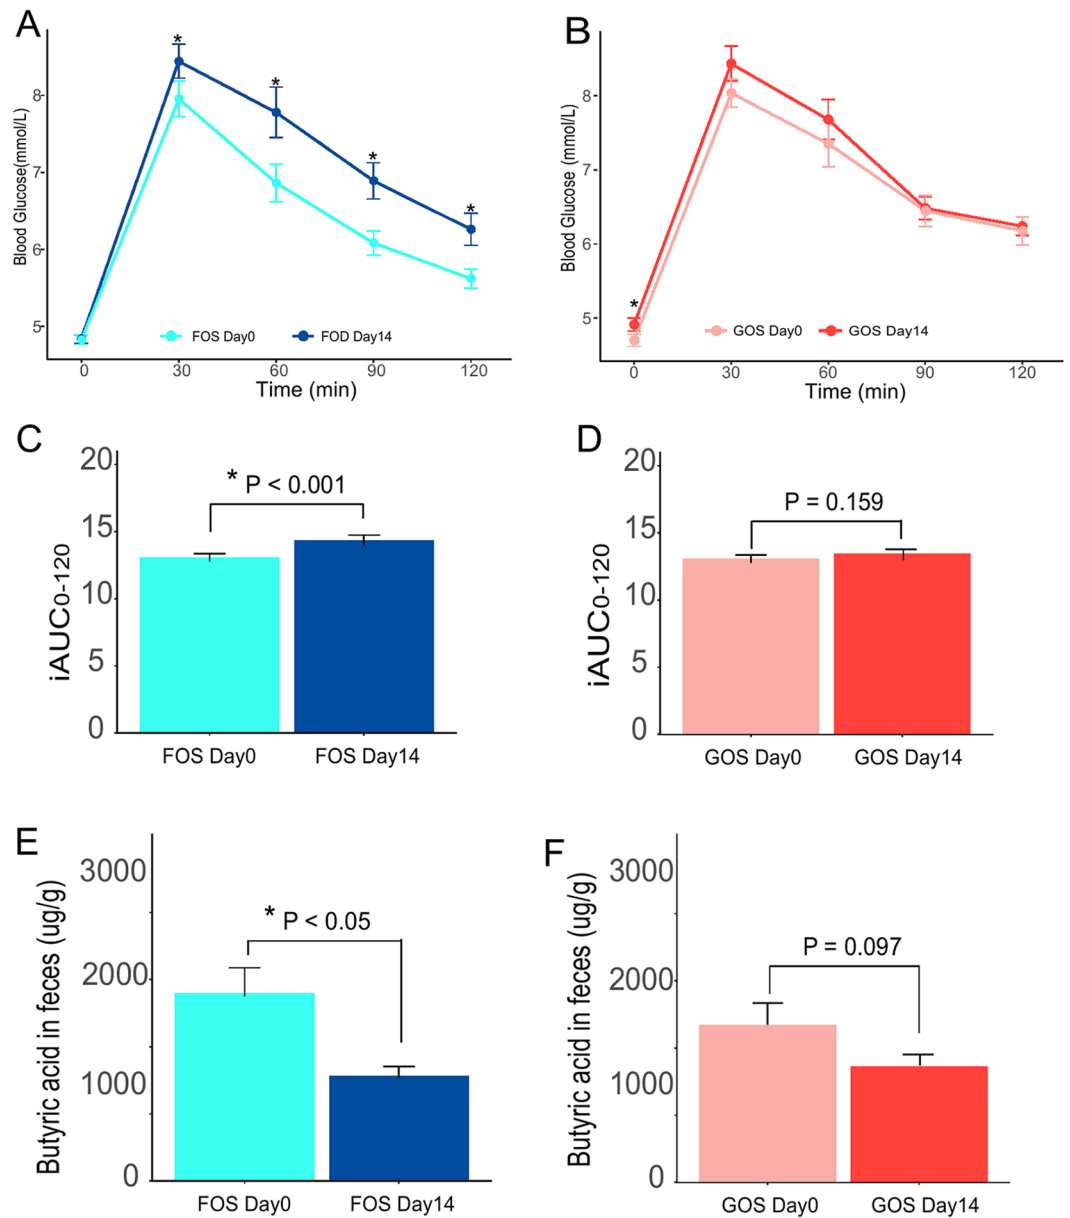 A
Blood Glucose(mmol/L)
8
7
6
5
*
*
*
*
*
FOS Day0
FOD Day14
0
30
60
90
120
Time (min)
B
Blood Glucose (mmol/L)
8
7
6
5
*
GOS Day0
GOS Day14
0
30
60
90
120
Time (min)
C
iAUC0-120
20
15
10
5
0
* P < 0.001
FOS Day0
FOS Day14
D
iAUC0-120
20
15
10
5
0
P = 0.159
GOS Day0
GOS Day14
E
Butyric acid in feces (ug/g)
3000
2000
1000
0
* P < 0.05
FOS Day0
FOS Day14
F
Butyric acid in feces (ug/g)
3000
2000
1000
0
P = 0.097
GOS Day0
GOS Day14